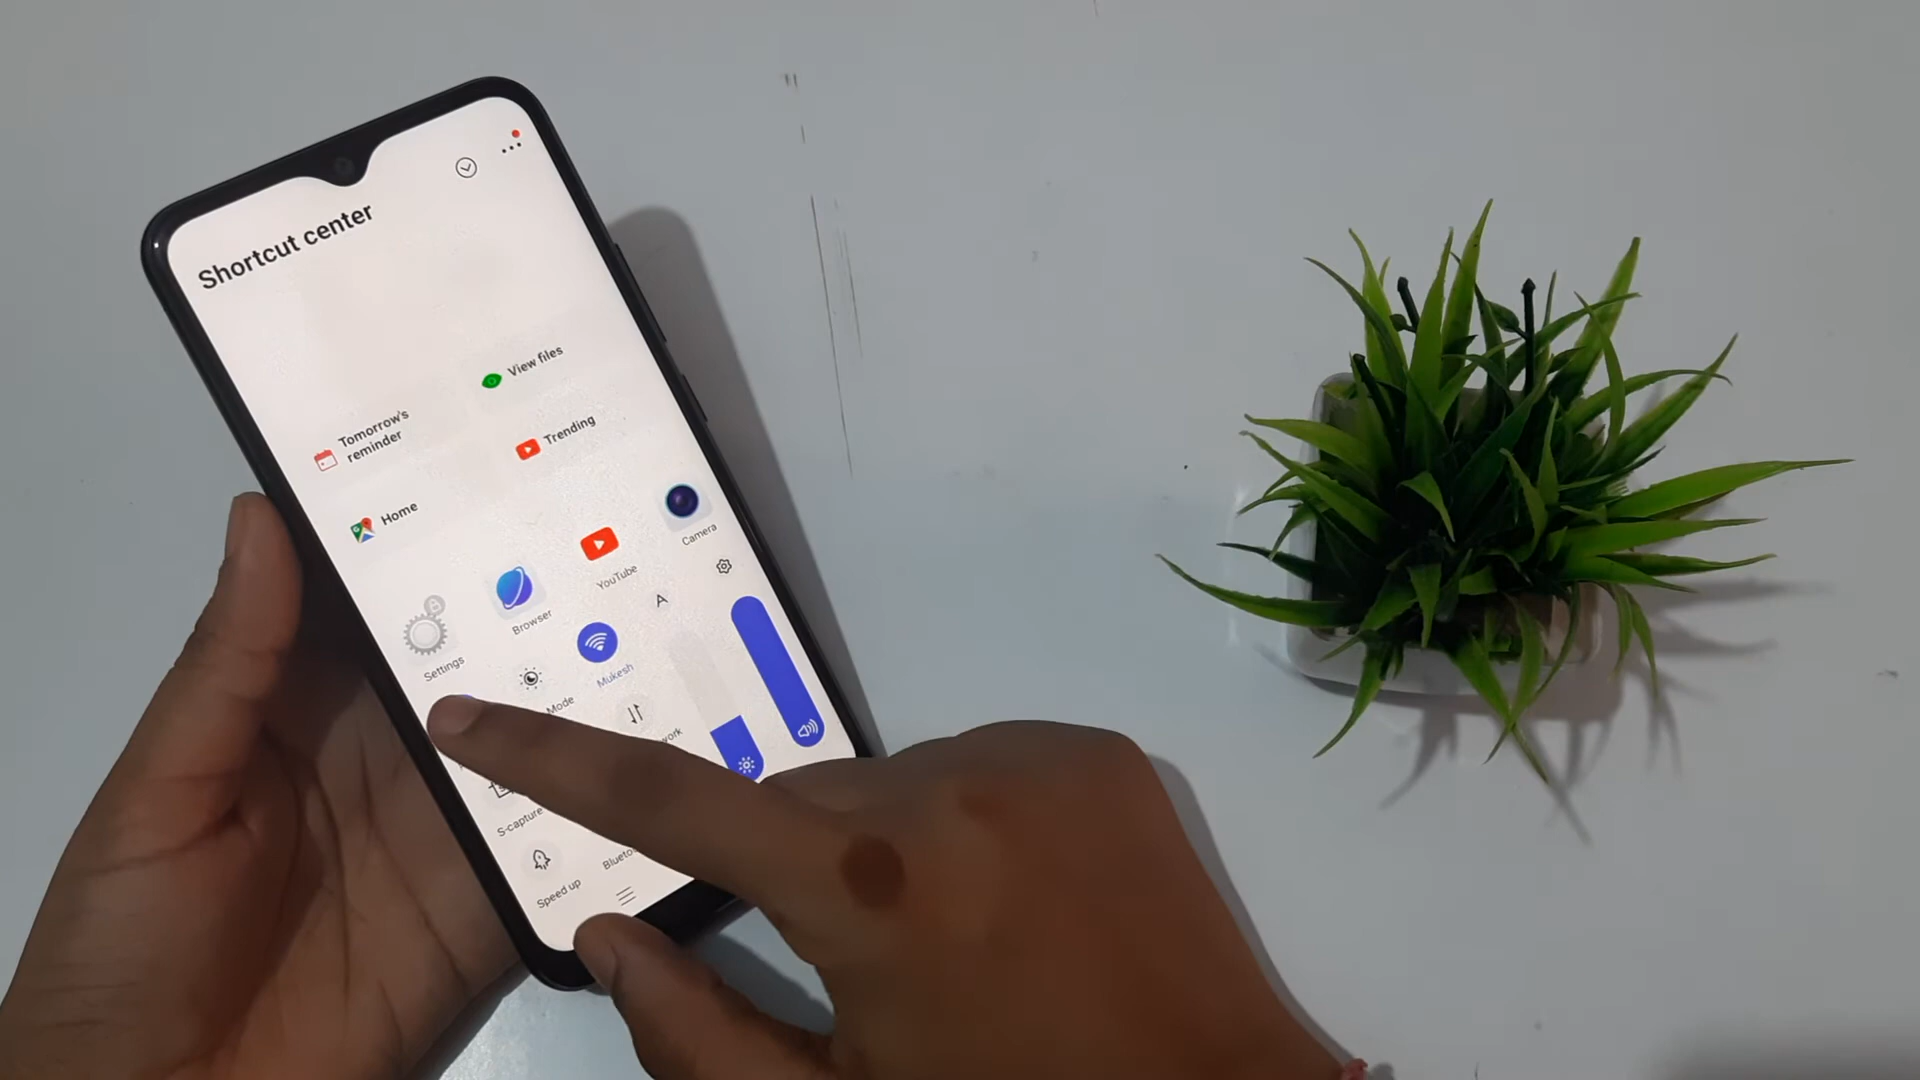 Shortcut center
View files
Tomorrow's
reminder
Trending
Home
Camera
YouTube
Browser
Settings
A
Mukesh
Mode
S-capture
Speed up